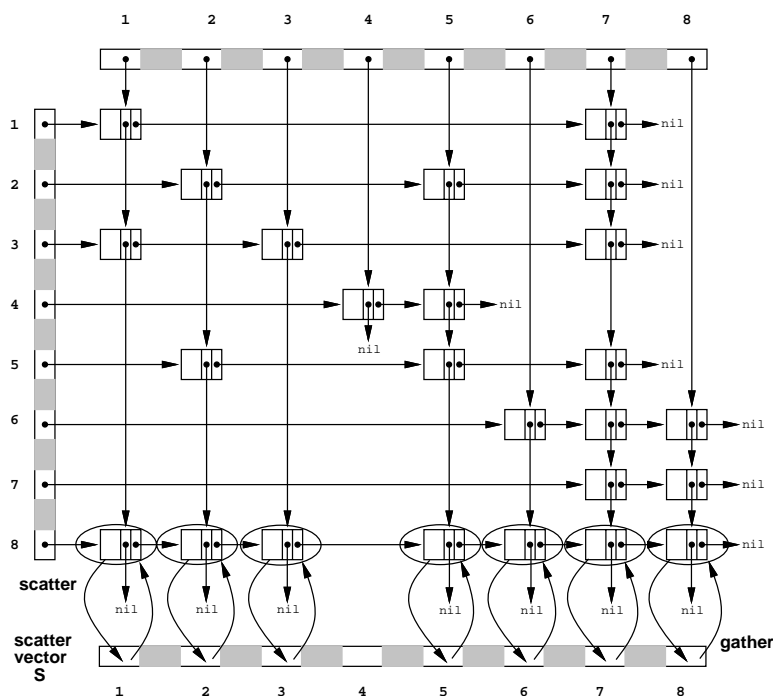 1 2 3 4 5 6 7 8
1 nil
2 nil
3 nil
4 nil
nil
5 nil
6 nil
7 nil
8 nil
scatter
nil nil nil nil nil nil nil
scatter
vector
S
gather
1 2 3 4 5 6 7 8